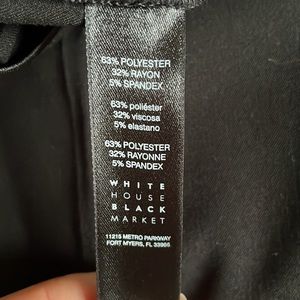 63% POLYESTER
32% RAYON
5% SPANDEX
63% poliéster
32% viscosa
5% elastano
63% POLYESTER
32% RAYONNE
5% SPANDEX
WHITE
HOUSE
BLACK
MARKET
11215 METRO PARKWAY
FORT MYERS, FL 33966